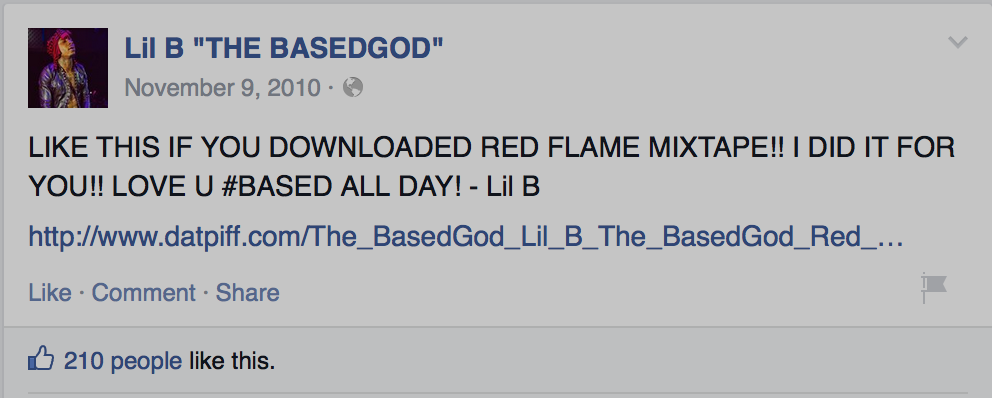 Lil B "THE BASEDGOD"
November 9, 2010 ·
LIKE THIS IF YOU DOWNLOADED RED FLAME MIXTAPE!! I DID IT FOR
YOU!! LOVE U #BASED ALL DAY! - Lil B
http://www.datpiff.com/The_BasedGod_Lil_B_The_BasedGod_Red_...
Like · Comment · Share
210 people like this.